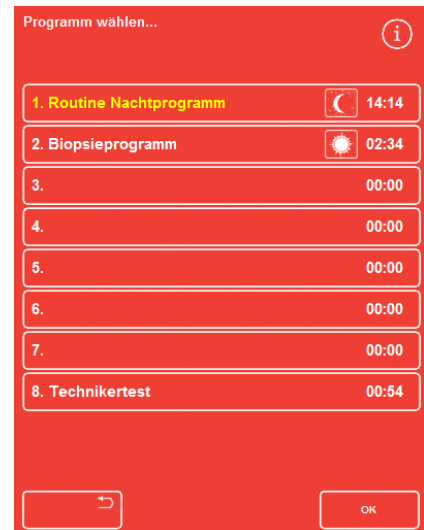 Programm wählen...
i
1. Routine Nachtprogramm 14:14
2. Biopsieprogramm 02:34
3. 00:00
4. 00:00
5. 00:00
6. 00:00
7. 00:00
8. Technikertest 00:54
OK